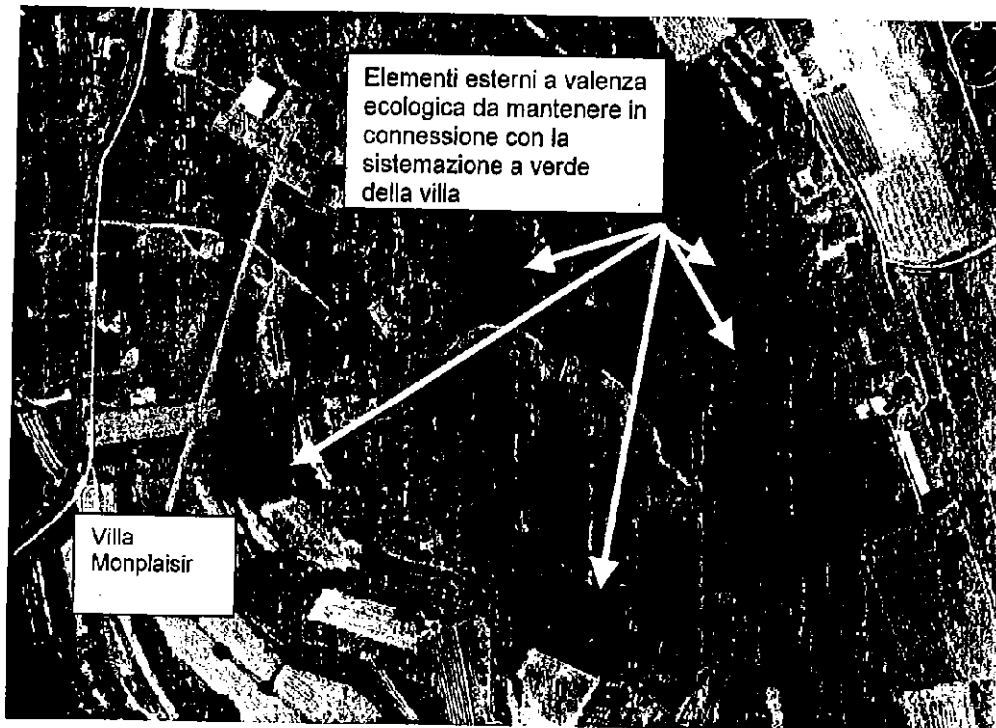 Elementi esterni a valenza
ecologica da mantenere in
connessione con la
sistemazione a verde
della villa
Villa
Monplaisir